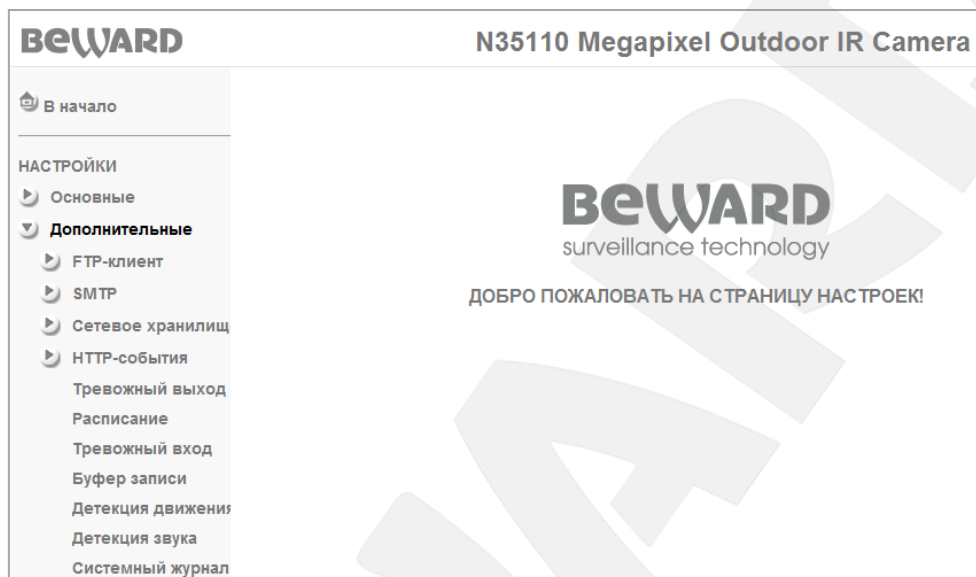 BEWARD
N35110 Megapixel Outdoor IR Camera
В начало
НАСТРОЙКИ
Основные
Дополнительные
FTP-клиент
SMTP
Сетевое хранилищ
HTTP-события
Тревожный выход
Расписание
Тревожный вход
Буфер записи
Детекция движения
Детекция звука
Системный журнал
BEWARD
surveillance technology
ДОБРО ПОЖАЛОВАТЬ НА СТРАНИЦУ НАСТРОЕК!